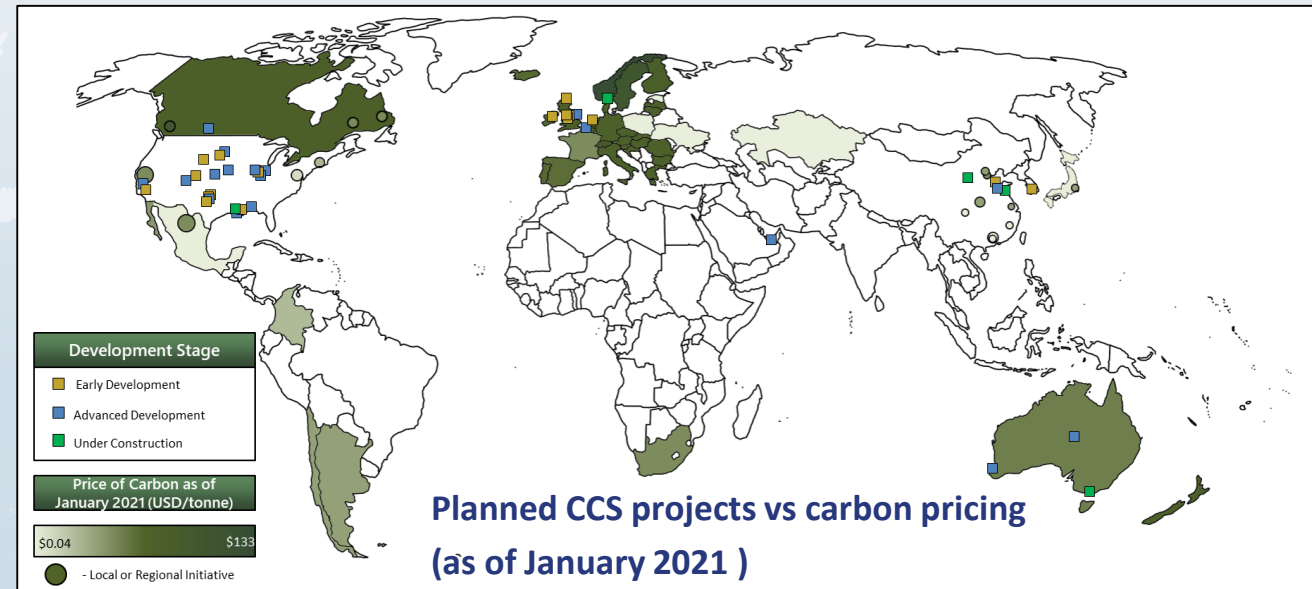 Development Stage
Early Development
Advanced Development
Under Construction
Price of Carbon as of
January 2021 (USD/tonne)
$0.04 $133
- Local or Regional Initiative
Planned CCS projects vs carbon pricing
(as of January 2021 )